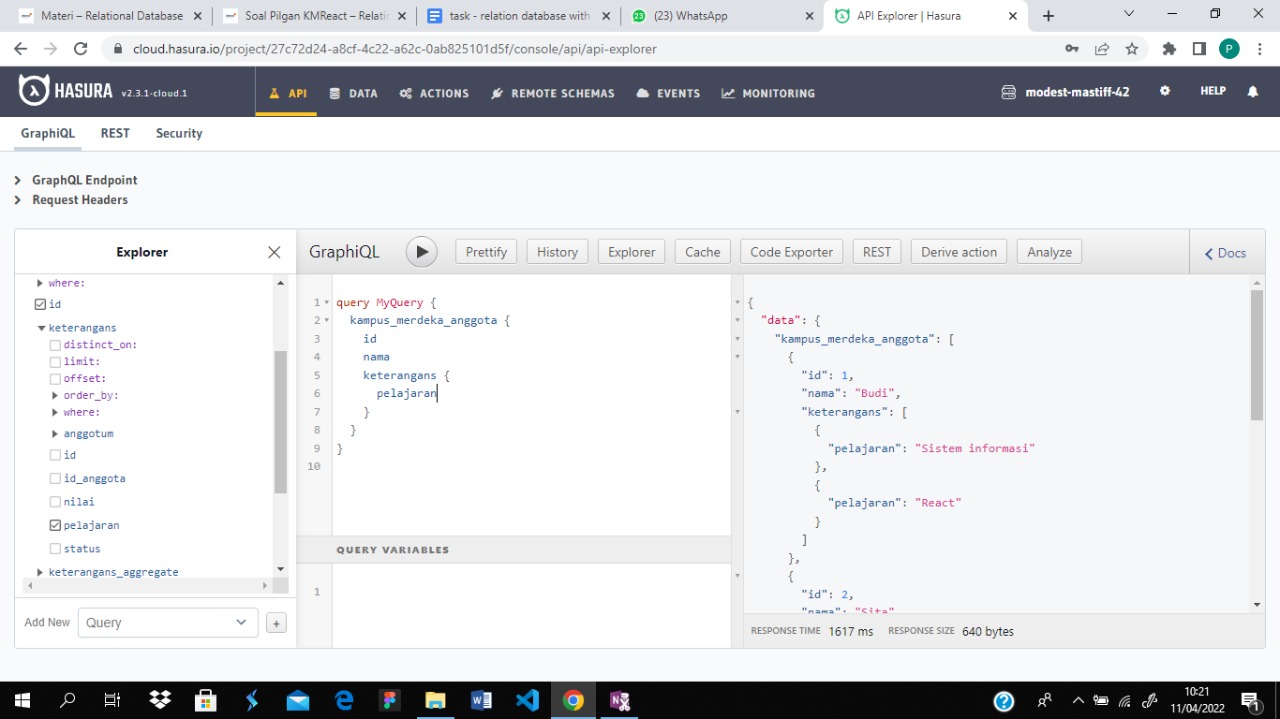 Materi – Relational Database
Soal Pilgan KMReact – Relati
task - relation database with
(23) WhatsApp
API Explorer | Hasura
cloud.hasura.io/project/27c72d24-a8cf-4c22-a62c-0ab825101d5f/console/api/api-explorer
P
HASURA v2.3.1-cloud.1
API
DATA
ACTIONS
REMOTE SCHEMAS
EVENTS
MONITORING
modest-mastiff-42
HELP
GraphiQL
REST
Security
GraphQL Endpoint
Request Headers
Explorer
where:
id
keterangans
distinct_on:
limit:
offset:
order_by:
where:
anggotum
id
id_anggota
nilai
pelajaran
status
keterangans_aggregate
Add New
Query
+
GraphiQL
Prettify
History
Explorer
Cache
Code Exporter
REST
Derive action
Analyze
Docs
1 query MyQuery {
2 kampus_merdeka_anggota {
3 id
4 nama
5 keterangans {
6 pelajaran
7 }
8 }
9 }
10
QUERY VARIABLES
1
{
"data": {
"kampus_merdeka_anggota": [
{
"id": 1,
"nama": "Budi",
"keterangans": [
{
"pelajaran": "Sistem informasi"
},
{
"pelajaran": "React"
}
]
},
{
"id": 2,
"nama": "Sita"
RESPONSE TIME 1617 ms RESPONSE SIZE 640 bytes
10:21
11/04/2022
1